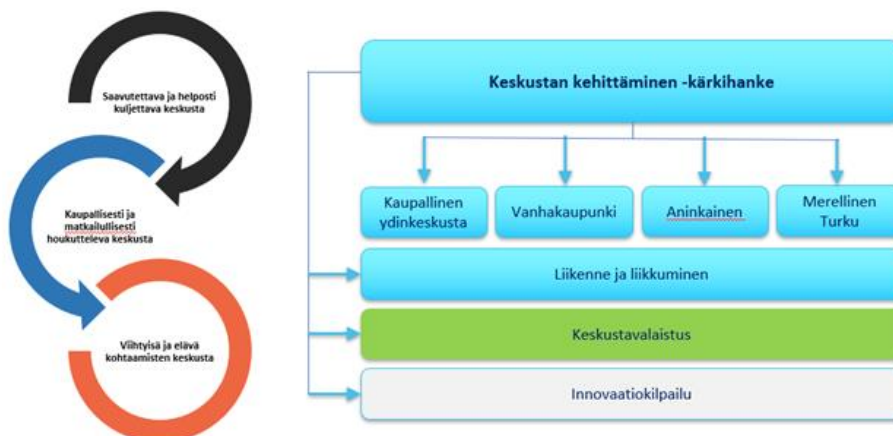 Saavutettava ja helposti
kuljettava keskusta
Kaupallisesti ja
matkailullisesti
houkutteleva keskusta
Viihtyisä ja elävä
kohtaamisten keskusta
Keskustan kehittäminen -kärkihanke
Kaupallinen
ydinkeskusta
Vanhakaupunki
Aninkainen
Merellinen
Turku
Liikenne ja liikkuminen
Keskustavalaistus
Innovaatiokilpailu